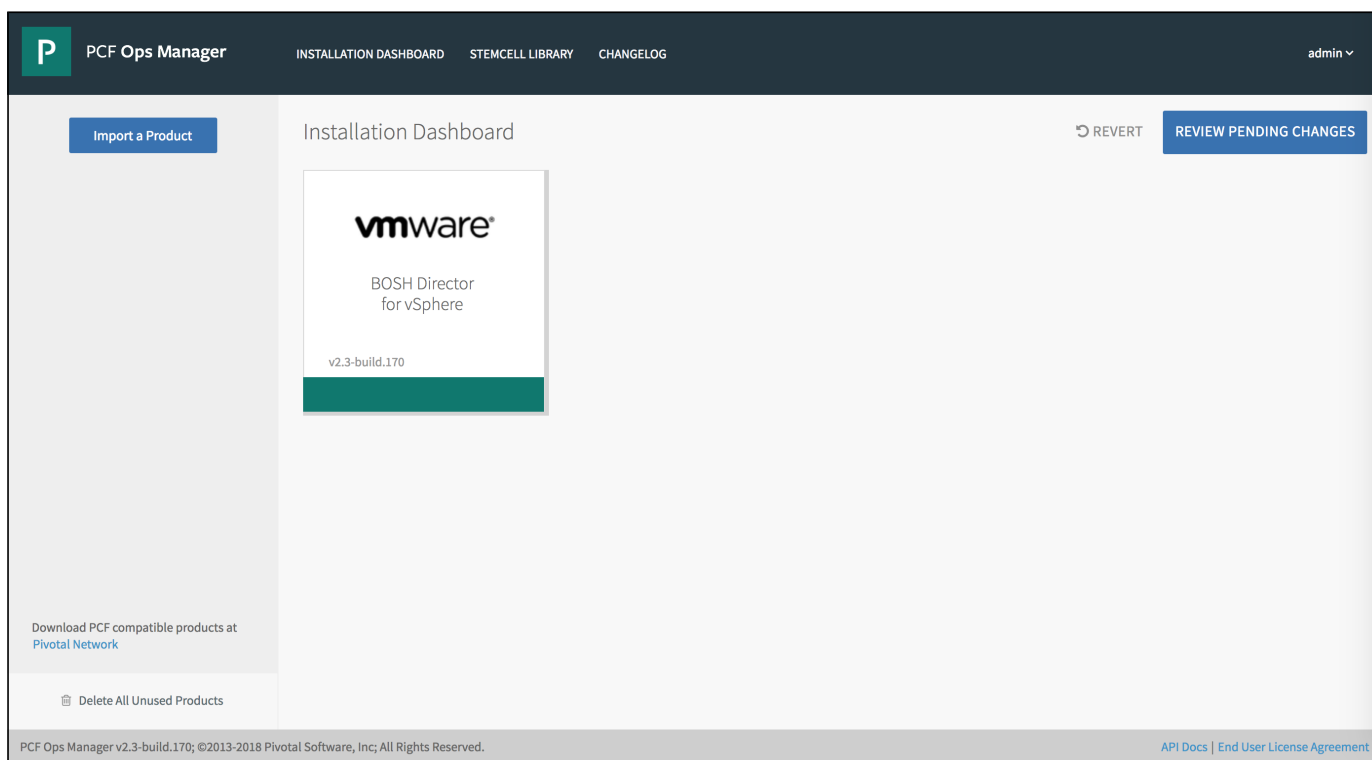 P PCF Ops Manager INSTALLATION DASHBOARD STEMCELL LIBRARY CHANGELOG admin
Import a Product
Installation Dashboard
REVERT
REVIEW PENDING CHANGES
vmware®
BOSH Director
for vSphere
v2.3-build.170
Download PCF compatible products at
Pivotal Network
Delete All Unused Products
PCF Ops Manager v2.3-build.170; ©2013-2018 Pivotal Software, Inc; All Rights Reserved.
API Docs | End User License Agreement